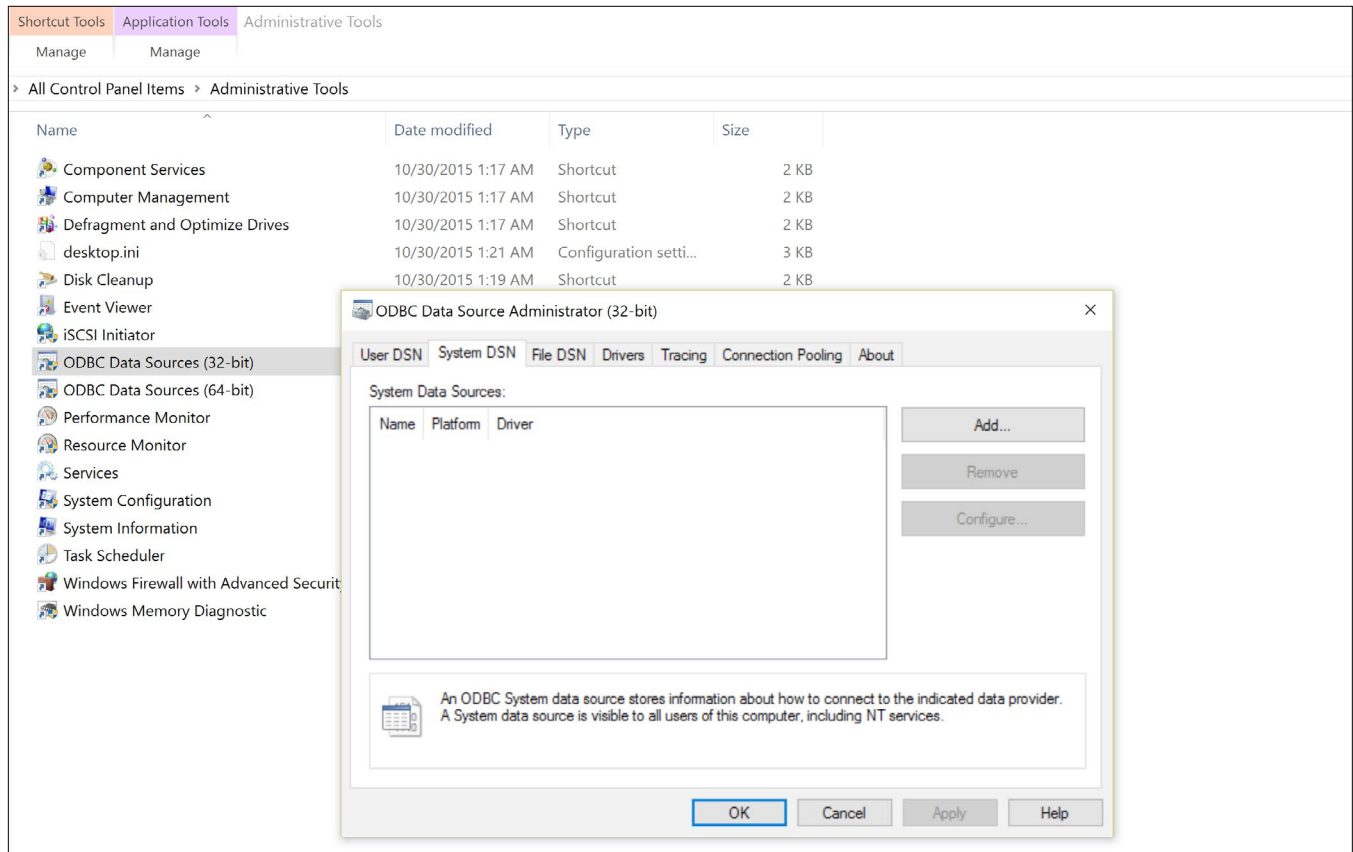 Shortcut Tools Application Tools Administrative Tools
Manage Manage
All Control Panel Items Administrative Tools
Name Date modified Type Size
Component Services 10/30/2015 1:17 AM Shortcut 2 KB
Computer Management 10/30/2015 1:17 AM Shortcut 2 KB
Defragment and Optimize Drives 10/30/2015 1:17 AM Shortcut 2 KB
desktop.ini 10/30/2015 1:21 AM Configuration setti... 3 KB
Disk Cleanup 10/30/2015 1:19 AM Shortcut 2 KB
Event Viewer
iSCSI Initiator
ODBC Data Sources (32-bit)
ODBC Data Sources (64-bit)
Performance Monitor
Resource Monitor
Services
System Configuration
System Information
Task Scheduler
Windows Firewall with Advanced Securit
Windows Memory Diagnostic
ODBC Data Source Administrator (32-bit)
User DSN System DSN File DSN Drivers Tracing Connection Pooling About
System Data Sources:
Name Platform Driver
Add...
Remove
Configure...
An ODBC System data source stores information about how to connect to the indicated data provider.
A System data source is visible to all users of this computer, including NT services.
OK Cancel Apply Help